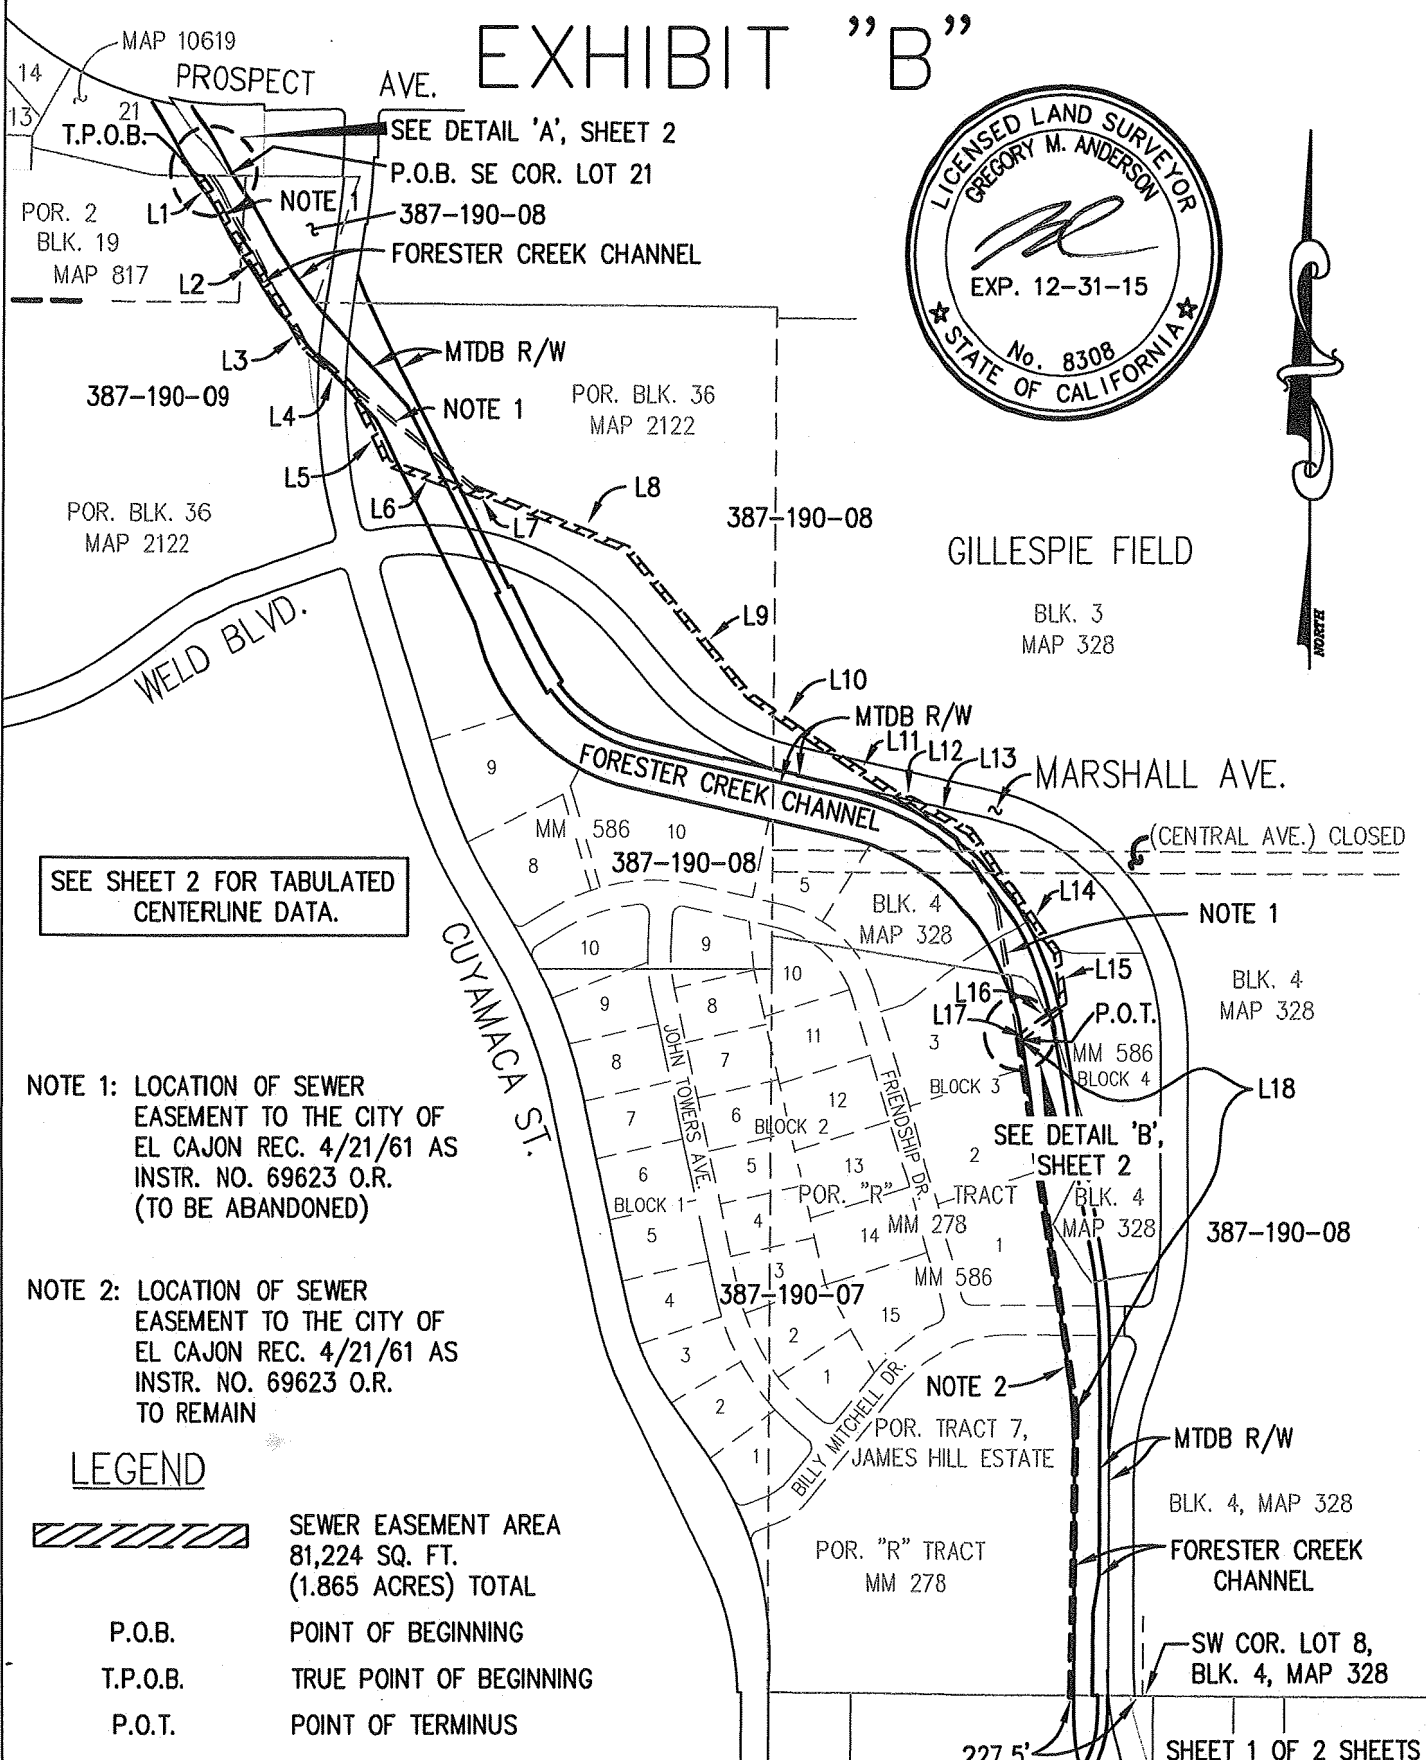 EXHIBIT "B"
MAP 10619
PROSPECT AVE.
14
13
21
T.P.O.B.
SEE DETAIL 'A', SHEET 2
P.O.B. SE COR. LOT 21
NOTE 1
387-190-08
FORESTER CREEK CHANNEL
L1
POR. 2
BLK. 19
MAP 817
L2
LICENSED LAND SURVEYOR
GREGORY M. ANDERSON
EXP. 12-31-15
No. 8308
STATE OF CALIFORNIA
NORTH
L3
MTDB R/W
387-190-09
L4
NOTE 1
POR. BLK. 36
MAP 2122
L5
L6
L7
L8
POR. BLK. 36
MAP 2122
387-190-08
GILLESPIE FIELD
BLK. 3
MAP 328
WELD BLVD.
L9
L10
MTDB R/W
L11
L12
L13
MARSHALL AVE.
(CENTRAL AVE.) CLOSED
FORESTER CREEK CHANNEL
9
MM 586
10
8
387-190-08
5
BLK. 4
MAP 328
L14
NOTE 1
SEE SHEET 2 FOR TABULATED
CENTERLINE DATA.
CUYAMACA ST.
10
9
10
L15
L16
L17
P.O.T.
BLK. 4
MAP 328
9
8
11
3
MM 586
BLOCK 4
8
7
JOHN TOWERS AVE.
FRIENDSHIP DR.
BLOCK 3
L18
7
6
12
BLOCK 2
SEE DETAIL 'B',
SHEET 2
6
5
13
2
BLOCK 1
POR. "R" TRACT
MM 278
BLK. 4
MAP 328
387-190-08
5
4
14
1
4
3
387-190-07
MM 586
15
3
2
2
1
1
BILLY MITCHELL DR.
NOTE 2
POR. TRACT 7,
JAMES HILL ESTATE
MTDB R/W
BLK. 4, MAP 328
POR. "R" TRACT
MM 278
FORESTER CREEK
CHANNEL
SW COR. LOT 8,
BLK. 4, MAP 328
227.5'
NOTE 1: LOCATION OF SEWER
EASEMENT TO THE CITY OF
EL CAJON REC. 4/21/61 AS
INSTR. NO. 69623 O.R.
(TO BE ABANDONED)
NOTE 2: LOCATION OF SEWER
EASEMENT TO THE CITY OF
EL CAJON REC. 4/21/61 AS
INSTR. NO. 69623 O.R.
TO REMAIN
LEGEND
SEWER EASEMENT AREA
81,224 SQ. FT.
(1.865 ACRES) TOTAL
P.O.B. POINT OF BEGINNING
T.P.O.B. TRUE POINT OF BEGINNING
P.O.T. POINT OF TERMINUS
SHEET 1 OF 2 SHEETS